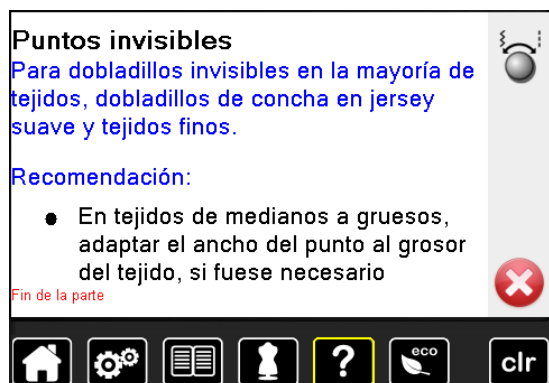 Puntos invisibles
Para dobladillos invisibles en la mayoría de
tejidos, dobladillos de concha en jersey
suave y tejidos finos.
Recomendación:
● En tejidos de medianos a gruesos,
adaptar el ancho del punto al grosor
del tejido, si fuese necesario
Fin de la parte
? eco clr